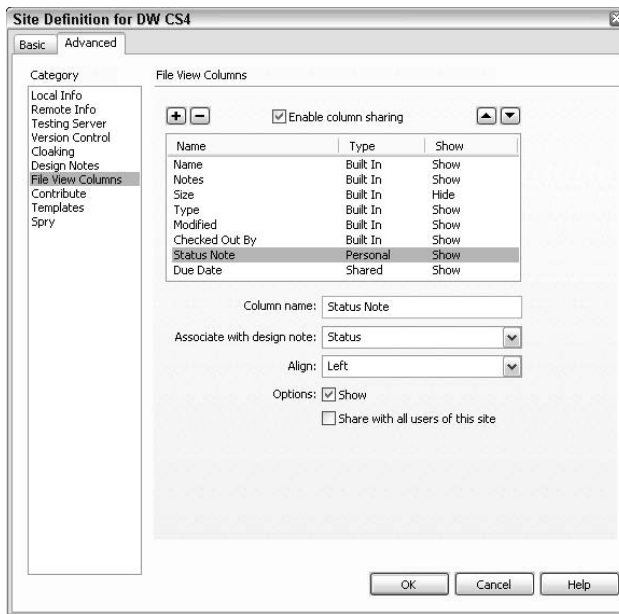 Site Definition for DW CS4
Basic Advanced
Category File View Columns
Local Info
Remote Info
Testing Server
Version Control
Cloaking
Design Notes
File View Columns
Contribute
Templates
Spry
Enable column sharing
Name Type Show
Name Built In Show
Notes Built In Show
Size Built In Hide
Type Built In Show
Modified Built In Show
Checked Out By Built In Show
Status Note Personal Show
Due Date Shared Show
Column name: Status Note
Associate with design note: Status
Align: Left
Options: Show
Share with all users of this site
OK Cancel Help